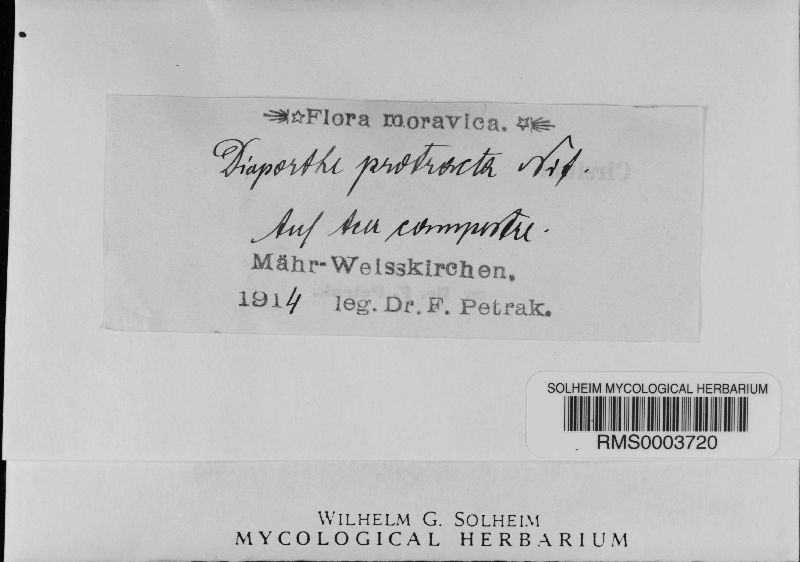 Flora moravica.
Diaporthe protracta Nit.
Auf Acer campestre.
Mähr-Weisskirchen,
1914 leg. Dr. F. Petrak.
SOLHEIM MYCOLOGICAL HERBARIUM
RMS0003720
WILHELM G. SOLHEIM
MYCOLOGICAL HERBARIUM